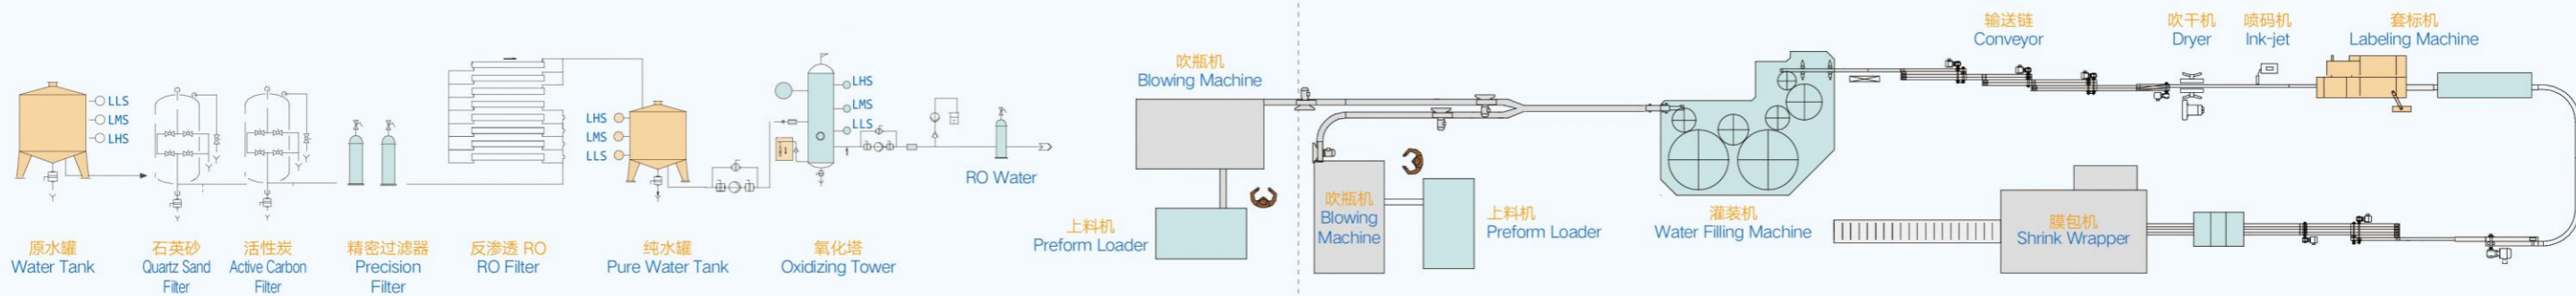 原水罐
Water Tank
LLS
LMS
LHS
石英砂
Quartz Sand
Filter
活性炭
Active Carbon
Filter
精密过滤器
Precision
Filter
反渗透 RO
RO Filter
LHS
LMS
LLS
纯水罐
Pure Water Tank
LHS
LMS
LLS
氧化塔
Oxidizing Tower
RO Water
吹瓶机
Blowing Machine
上料机
Preform Loader
吹瓶机
Blowing
Machine
上料机
Preform Loader
灌装机
Water Filling Machine
输送链
Conveyor
吹干机
Dryer
喷码机
Ink-jet
套标机
Labeling Machine
膜包机
Shrink Wrapper